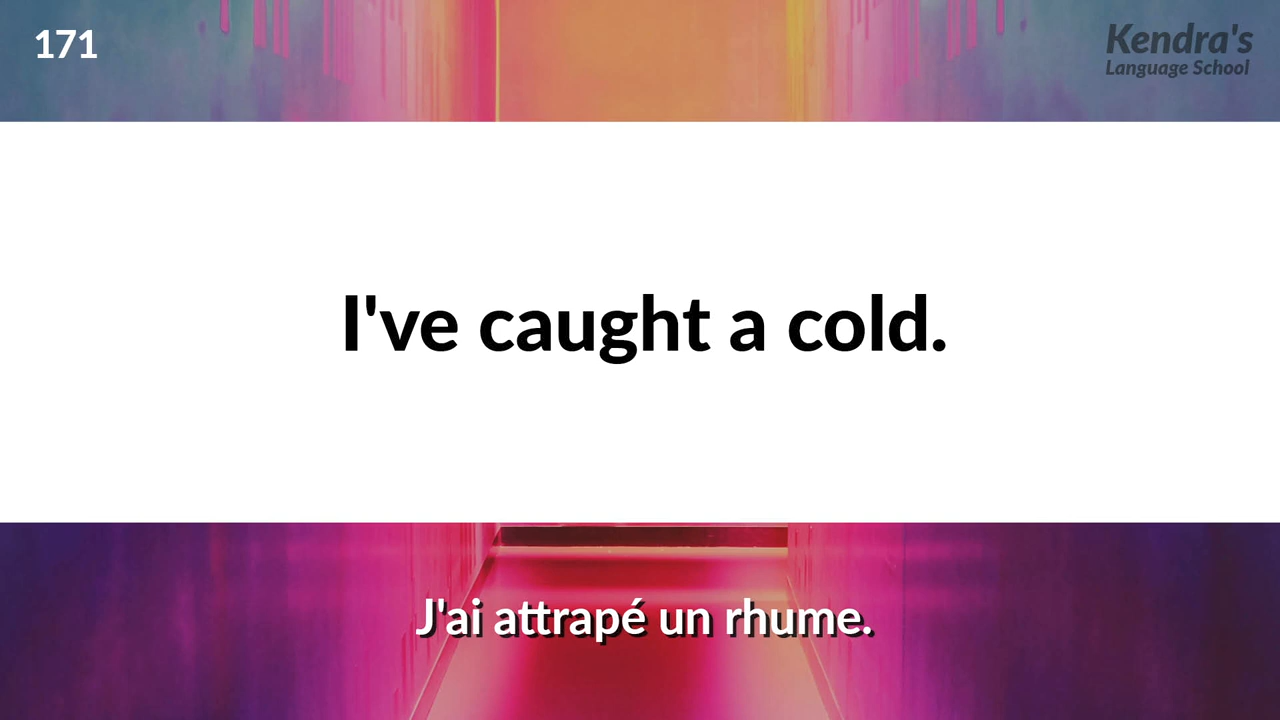 171
Kendra's
Language School
I've caught a cold.
J'ai attrapé un rhume.